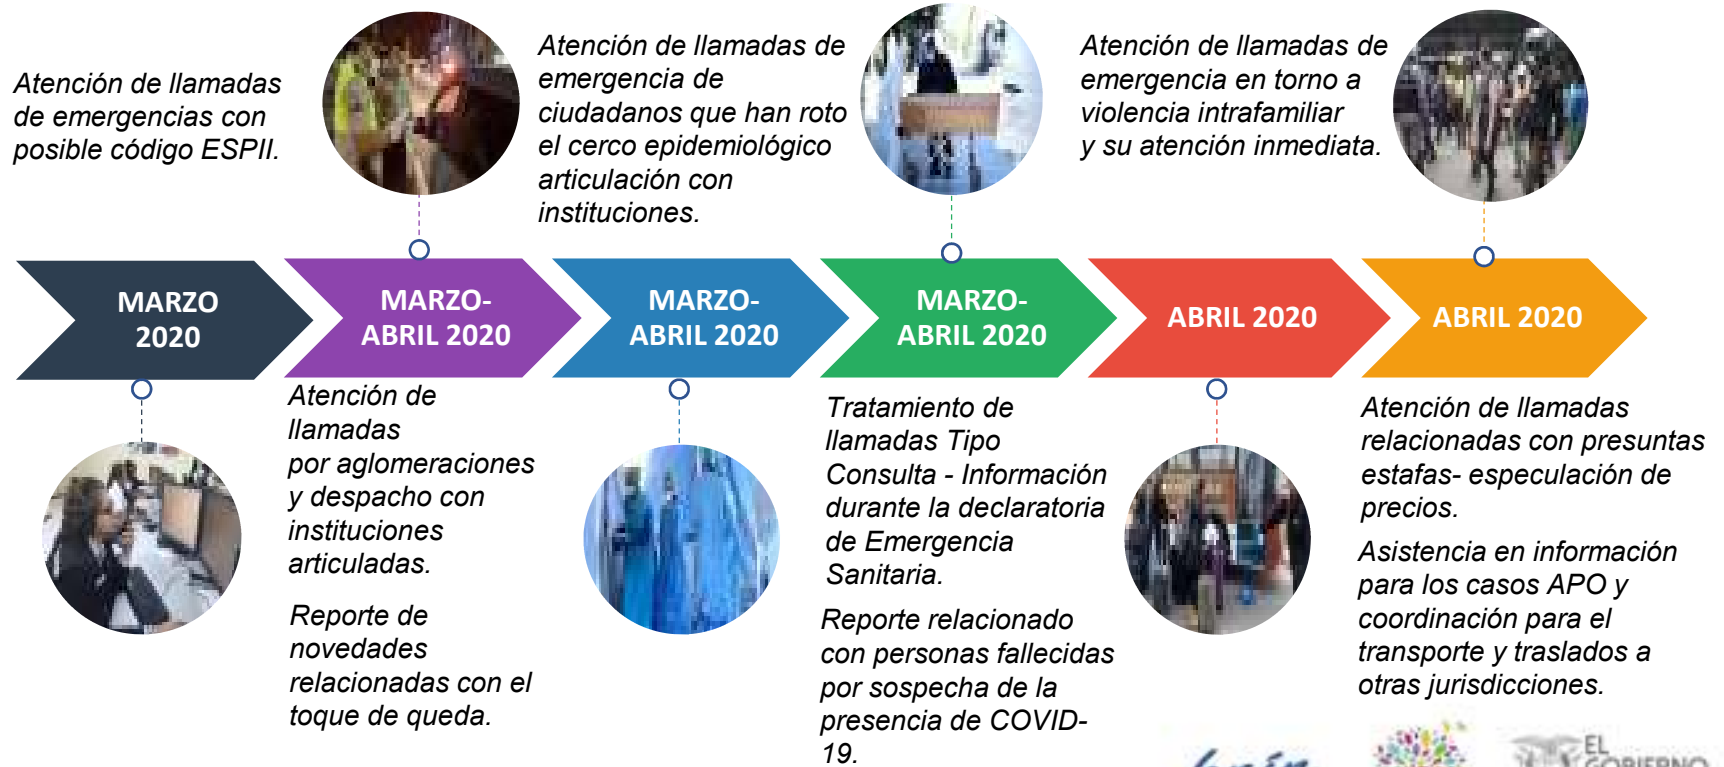 Atención de llamadas
de emergencias con
posible código ESPII.
Atención de llamadas de
emergencia de
ciudadanos que han roto
el cerco epidemiológico
articulación con
instituciones.
Atención de llamadas de
emergencia en torno a
violencia intrafamiliar
y su atención inmediata.
MARZO
2020
MARZO-
ABRIL 2020
MARZO-
ABRIL 2020
MARZO-
ABRIL 2020
ABRIL 2020
ABRIL 2020
Atención de
llamadas
por aglomeraciones
y despacho con
instituciones
articuladas.
Reporte de
novedades
relacionadas con el
toque de queda.
Tratamiento de
llamadas Tipo
Consulta - Información
durante la declaratoria
de Emergencia
Sanitaria.
Reporte relacionado
con personas fallecidas
por sospecha de la
presencia de COVID-
19.
Atención de llamadas
relacionadas con presuntas
estafas- especulación de
precios.
Asistencia en información
para los casos APO y
coordinación para el
transporte y traslados a
otras jurisdicciones.
EL
GOBIERNO